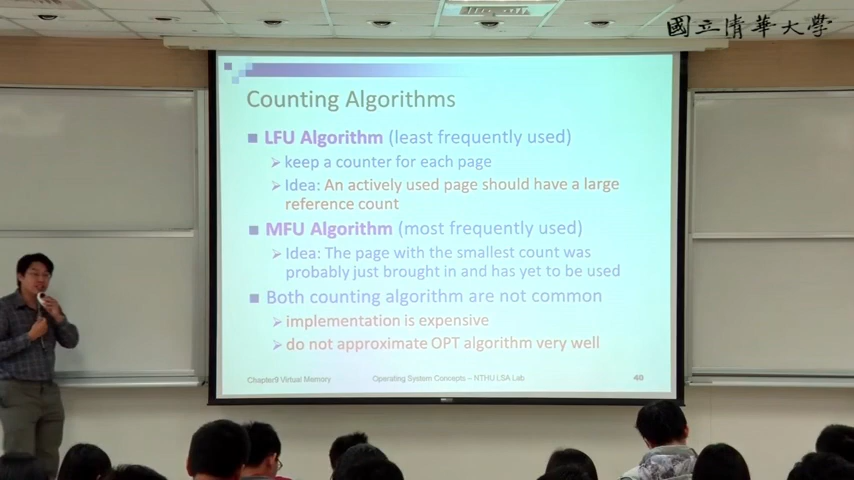 國立清華大學
Counting Algorithms
LFU Algorithm (least frequently used)
keep a counter for each page
Idea: An actively used page should have a large
reference count
MFU Algorithm (most frequently used)
Idea: The page with the smallest count was
probably just brought in and has yet to be used
Both counting algorithm are not common
implementation is expensive
do not approximate OPT algorithm very well
Chapter9 Virtual Memory
Operating System Concepts – NTHU LSA Lab
40